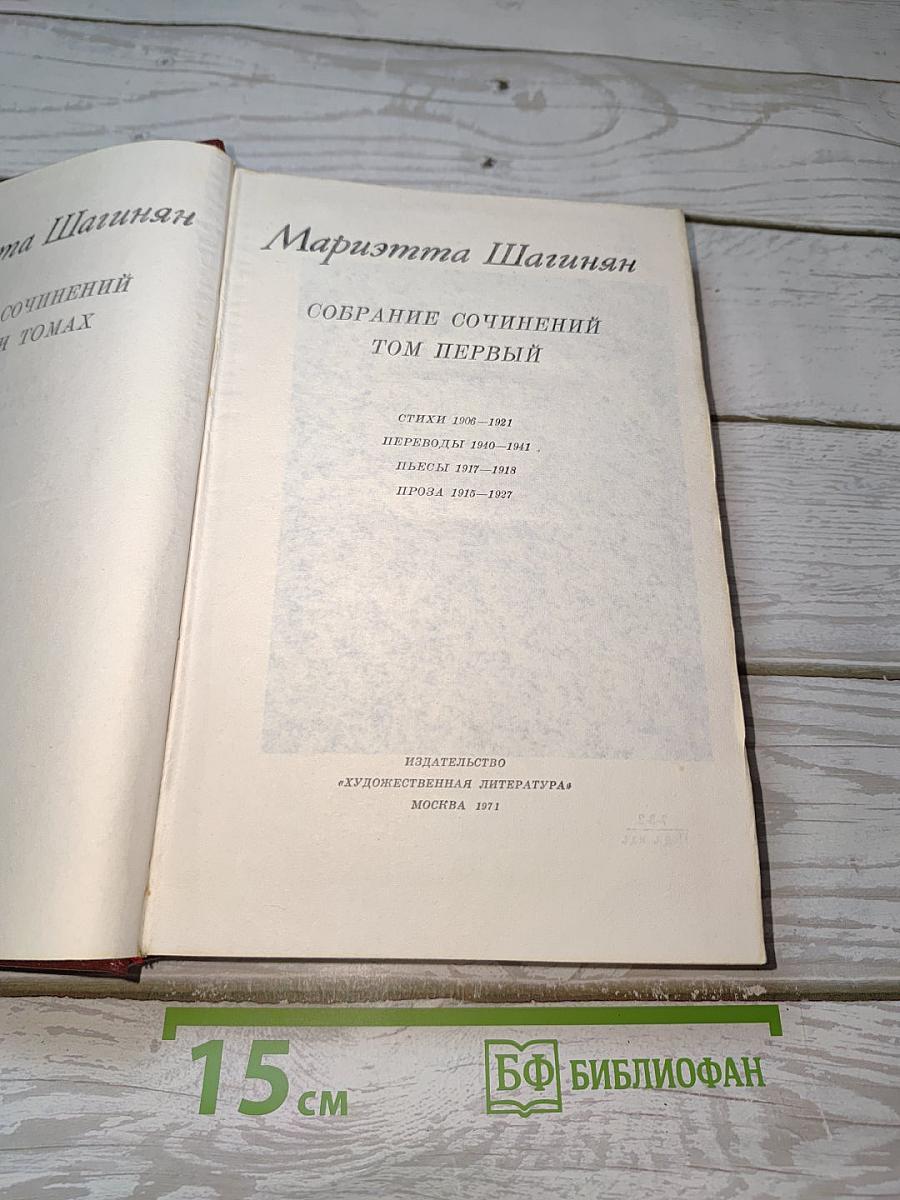 Шагинян
СОЧИНЕНИЙ
ТОМАХ
Мариэтта Шагинян
СОБРАНИЕ СОЧИНЕНИЙ
ТОМ ПЕРВЫЙ
СТИХИ 1906—1921
ПЕРЕВОДЫ 1940—1941
ПЬЕСЫ 1917—1918
ПРОЗА 1915—1927
ИЗДАТЕЛЬСТВО
«ХУДОЖЕСТВЕННАЯ ЛИТЕРАТУРА»
МОСКВА 1971
15 см
БФ БИБЛИОФАН